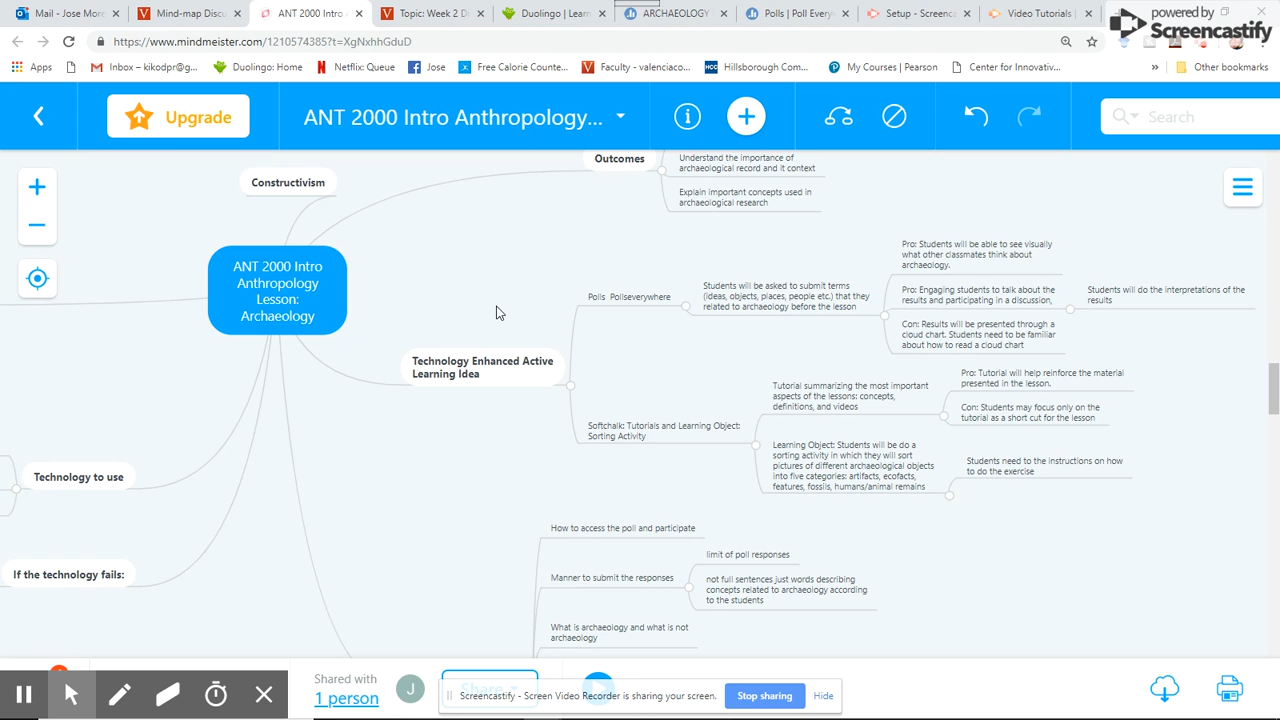 Mail - Jose More
Mind-map Discu
ANT 2000 Intro
Topic: Week 2 D
Duolingo | Learn
ARCHAEOLOGY
Polls | Poll Every
Setup - Screenca
Video Tutorials |
powered by
Screencastify
https://www.mindmeister.com/1210574385?t=XgNxhhGduD
Apps
Inbox – kikodpr@g...
Duolingo: Home
Netflix: Queue
Jose
Free Calorie Counte...
Faculty - valenciaco...
Hillsborough Com...
My Courses | Pearson
Center for Innovativ...
»
Other bookmarks
Upgrade
ANT 2000 Intro Anthropology...
Search
Outcomes
Understand the importance of
archaeological record and it context
Explain important concepts used in
archaeological research
Constructivism
ANT 2000 Intro
Anthropology
Lesson:
Archaeology
Technology Enhanced Active
Learning Idea
Polls Pollseverywhere
Students will be asked to submit terms
(ideas, objects, places, people etc.) that they
related to archaeology before the lesson
Pro: Students will be able to see visually
what other classmates think about
archaeology.
Pro: Engaging students to talk about the
results and participating in a discussion,
Students will do the interpretations of the
results
Con: Results will be presented through a
cloud chart. Students need to be familiar
about how to read a cloud chart
Softchalk: Tutorials and Learning Object:
Sorting Activity
Tutorial summarizing the most important
aspects of the lessons: concepts,
definitions, and videos
Pro: Tutorial will help reinforce the material
presented in the lesson.
Con: Students may focus only on the
tutorial as a short cut for the lesson
Learning Object: Students will be do a
sorting activity in which they will sort
pictures of different archaeological objects
into five categories: artifacts, ecofacts,
features, fossils, humans/animal remains
Students need to the instructions on how
to do the exercise
Technology to use
If the technology fails:
How to access the poll and participate
Manner to submit the responses
limit of poll responses
not full sentences just words describing
concepts related to archaeology according
to the students
What is archaeology and what is not
archaeology
Shared with
1 person
J
Share
Screencastify - Screen Video Recorder is sharing your screen.
Stop sharing
Hide